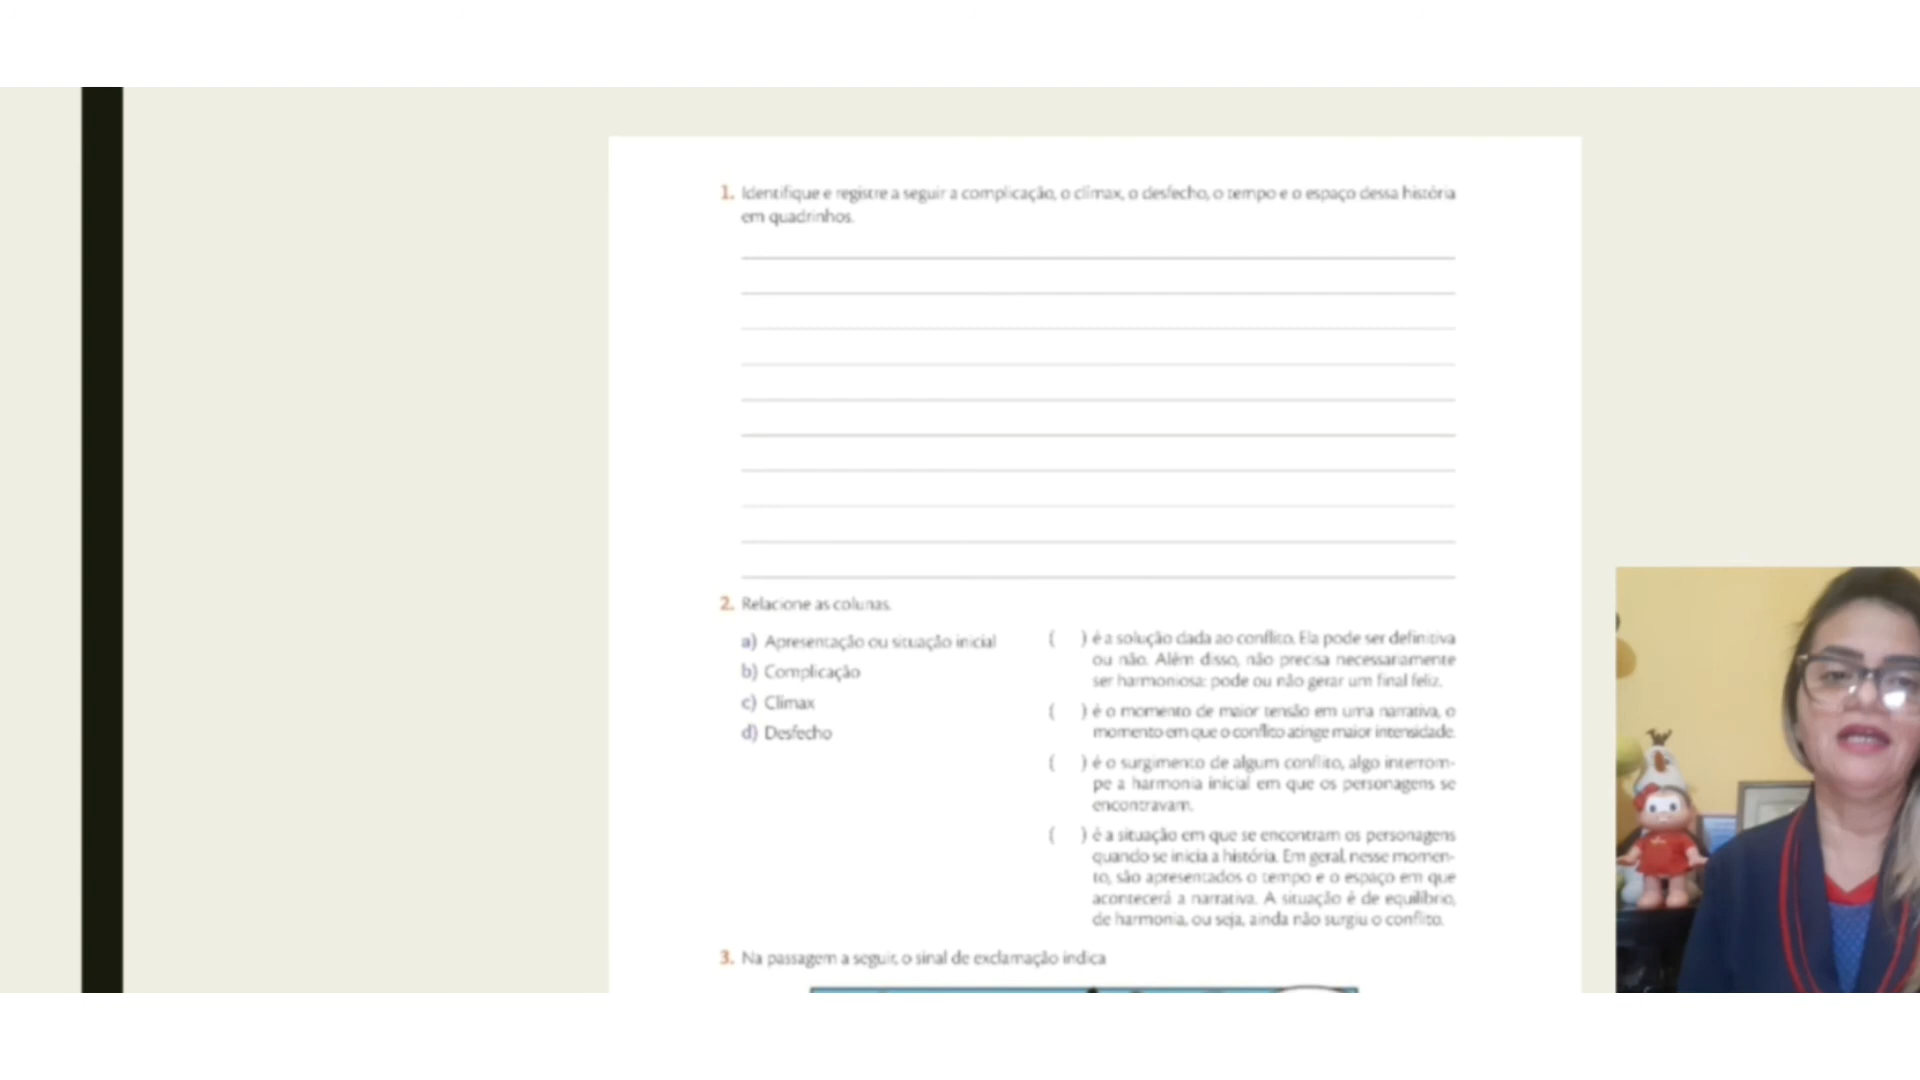 1. Identifique e registre a seguir a complicação, o clímax, o desfecho, o tempo e o espaço dessa história
em quadrinhos.
2. Relacione as colunas.
a) Apresentação ou situação inicial
b) Complicação
c) Clímax
d) Desfecho
( ) é a solução dada ao conflito. Ela pode ser definitiva
ou não. Além disso, não precisa necessariamente
ser harmoniosa: pode ou não gerar um final feliz.
( ) é o momento de maior tensão em uma narrativa, o
momento em que o conflito atinge maior intensidade.
( ) é o surgimento de algum conflito, algo interrom-
pe a harmonia inicial em que os personagens se
encontravam.
( ) é a situação em que se encontram os personagens
quando se inicia a história. Em geral, nesse momen-
to, são apresentados o tempo e o espaço em que
acontecerá a narrativa. A situação é de equilíbrio,
de harmonia, ou seja, ainda não surgiu o conflito.
3. Na passagem a seguir, o sinal de exclamação indica